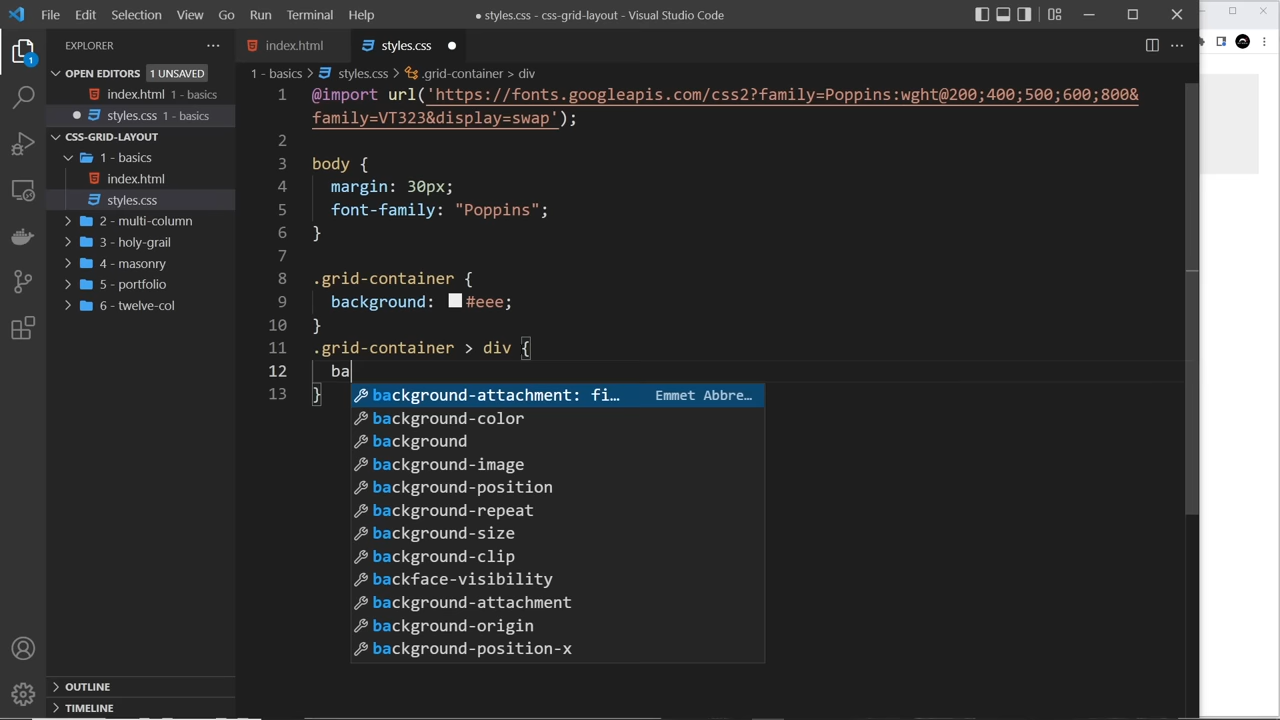 File Edit Selection View Go Run Terminal Help
● styles.css - css-grid-layout - Visual Studio Code
EXPLORER
index.html
styles.css
OPEN EDITORS 1 UNSAVED
index.html 1 - basics
styles.css 1 - basics
CSS-GRID-LAYOUT
1 - basics
index.html
styles.css
2 - multi-column
3 - holy-grail
4 - masonry
5 - portfolio
6 - twelve-col
OUTLINE
TIMELINE
1
1 - basics > styles.css > .grid-container > div
1 @import url('https://fonts.googleapis.com/css2?family=Poppins:wght@200;400;500;600;800&
family=VT323&display=swap');
2
3 body {
4 margin: 30px;
5 font-family: "Poppins";
6 }
7
8 .grid-container {
9 background: #eee;
10 }
11 .grid-container > div {
12 ba
13 }
background-attachment: fi… Emmet Abbre…
background-color
background
background-image
background-position
background-repeat
background-size
background-clip
backface-visibility
background-attachment
background-origin
background-position-x